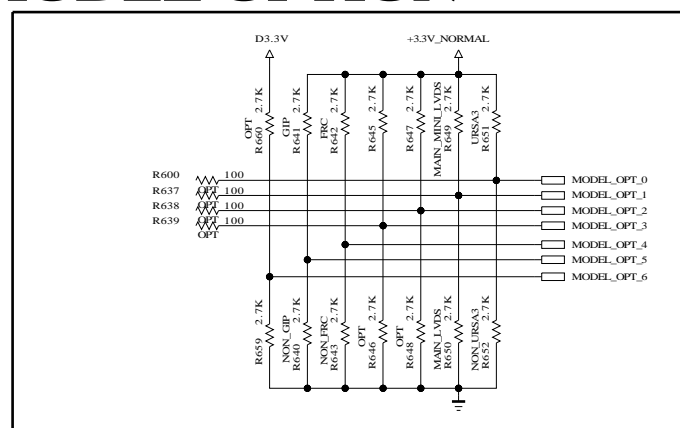 D3.3V
+3.3V_NORMAL
OPT
R660 2.7K
GIP
R641 2.7K
FRC
R642 2.7K
R645 2.7K
R647 2.7K
MAIN_MINI_LVDS
R649 2.7K
URSA3
R651 2.7K
R600 100
OPT
R637 100
OPT
R638 100
OPT
R639 100
OPT
MODEL_OPT_0
MODEL_OPT_1
MODEL_OPT_2
MODEL_OPT_3
MODEL_OPT_4
MODEL_OPT_5
MODEL_OPT_6
R659 2.7K
NON_GIP
R640 2.7K
NON_FRC
R643 2.7K
OPT
R646 2.7K
OPT
R648 2.7K
MAIN_LVDS
R650 2.7K
NON_URSA3
R652 2.7K